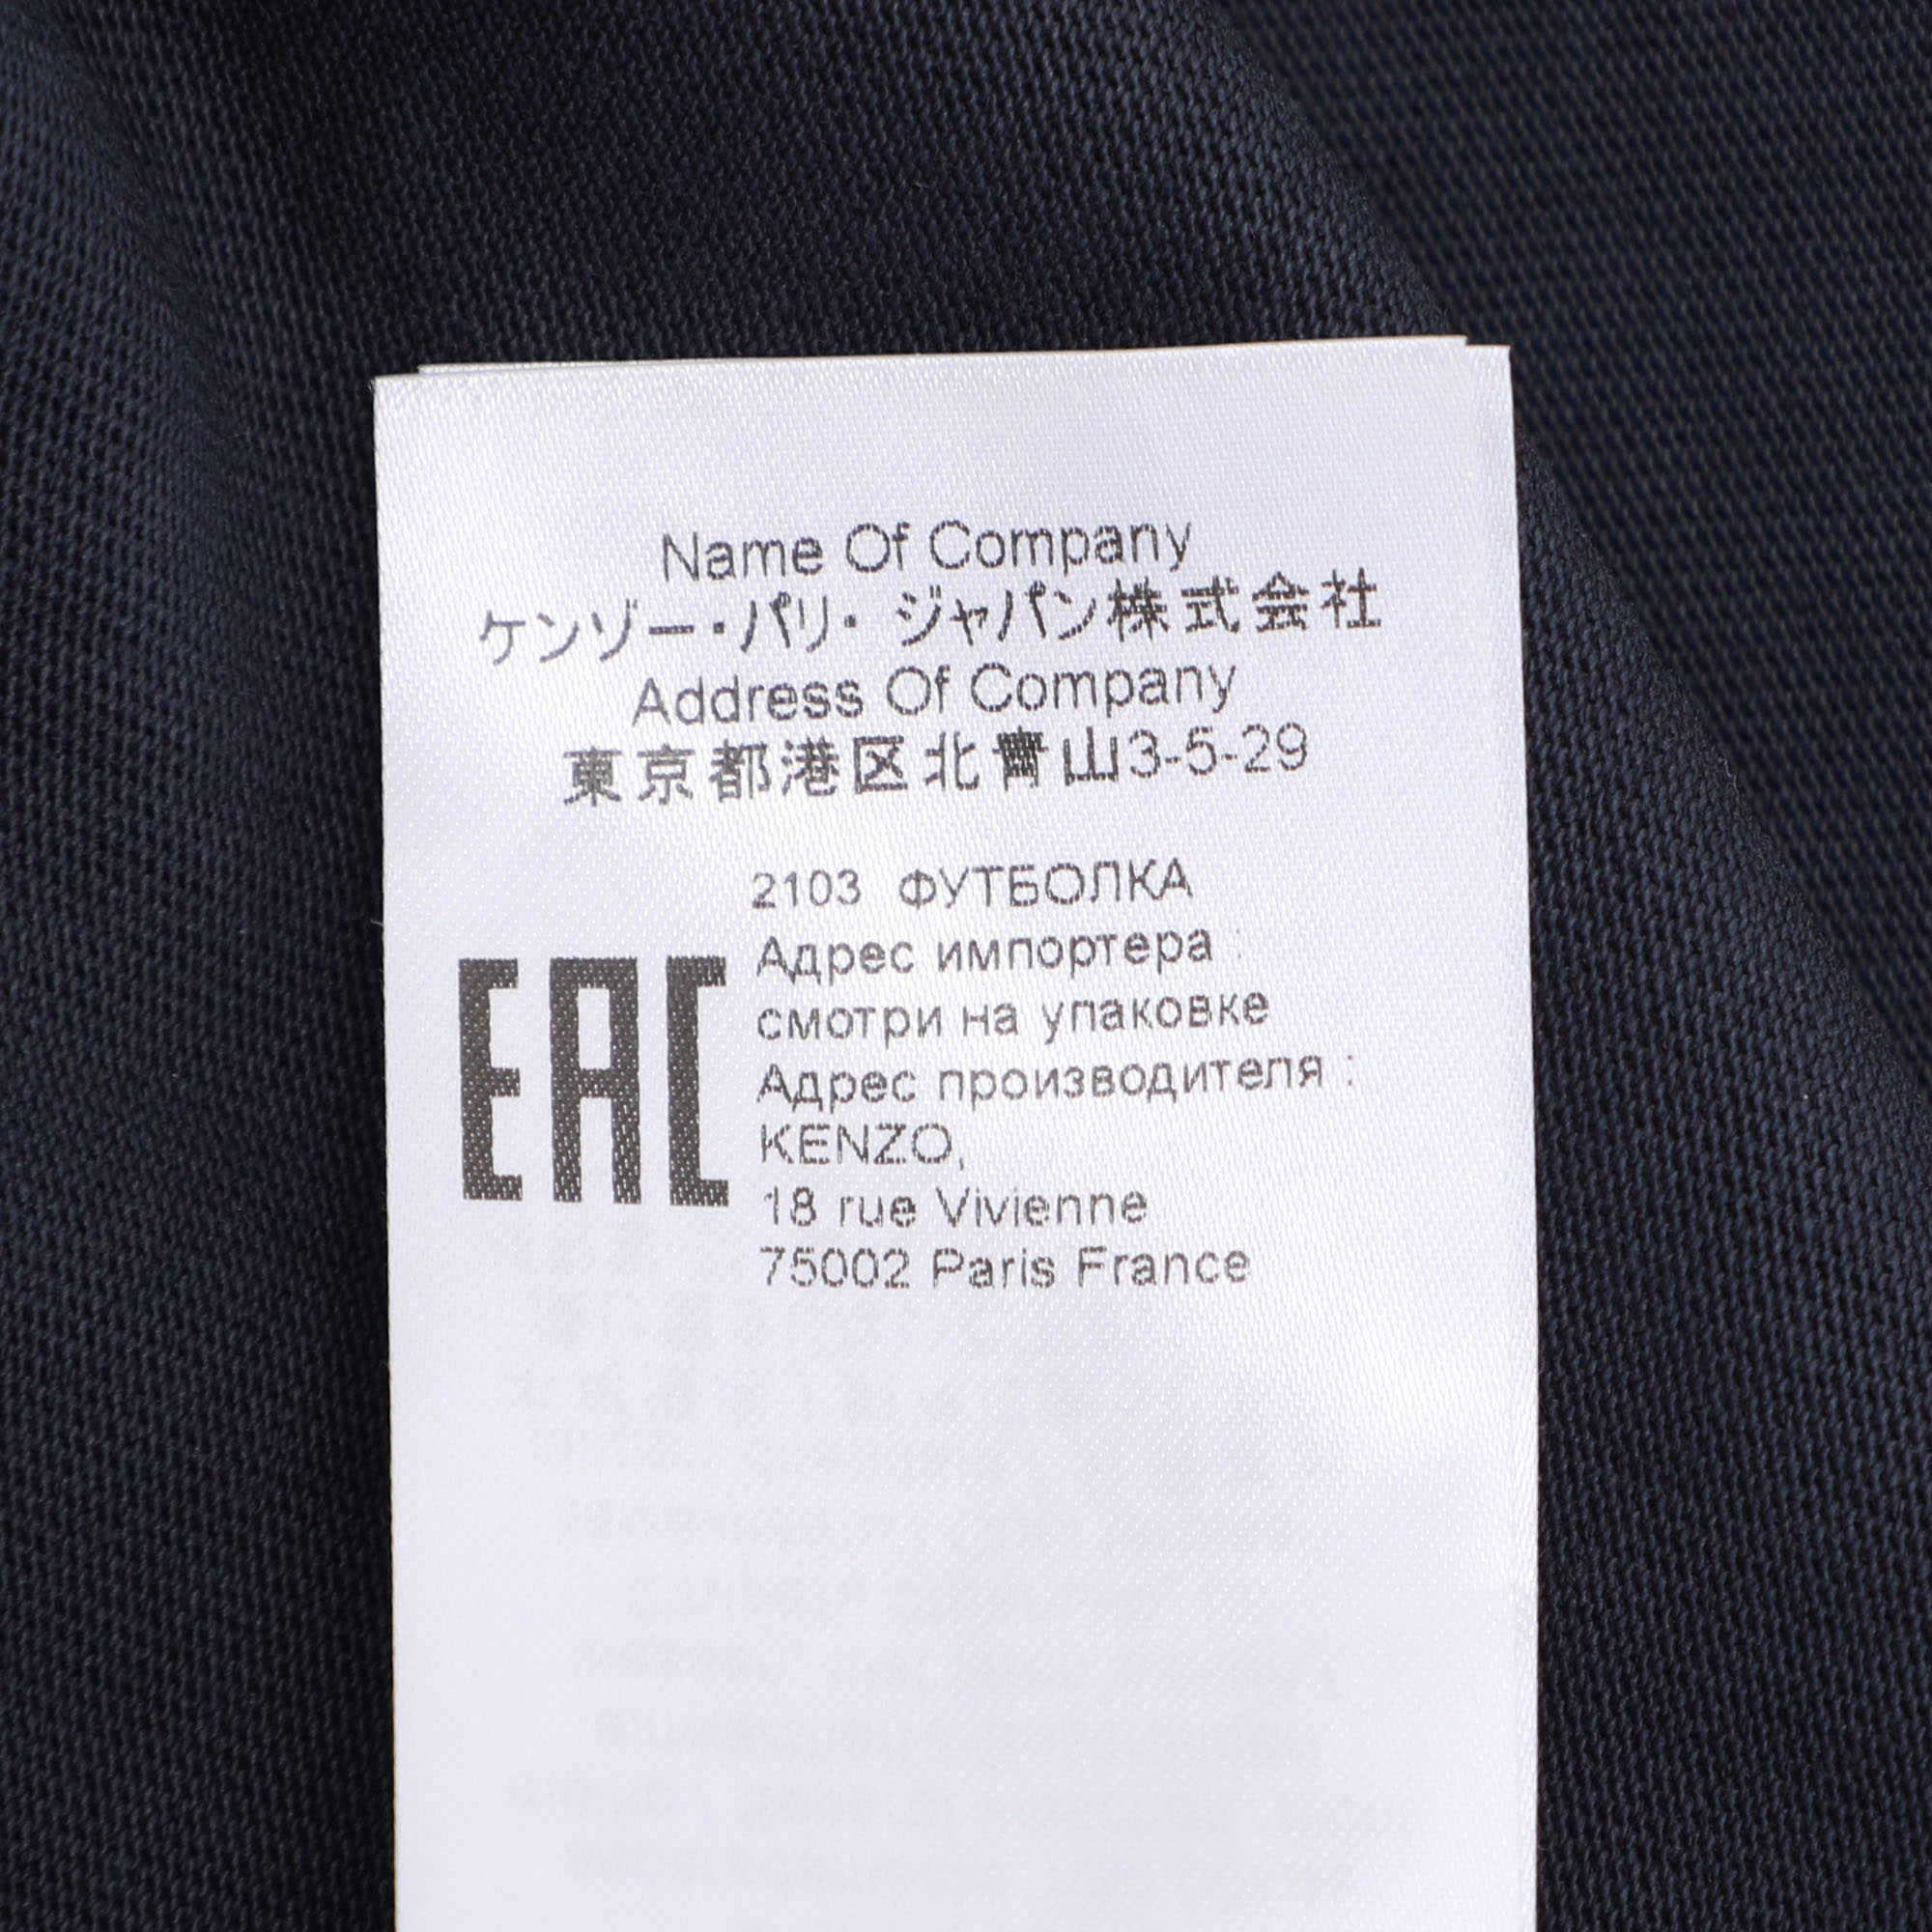 Name Of Company
ケンゾー・パリ・ ジャパン株式会社
Address Of Company
東京都港区北青山3-5-29
2103 ФУТБОЛКА
Адрес импортера :
смотри на упаковке
Адрес производителя :
KENZO,
18 rue Vivienne
75002 Paris France
EAC